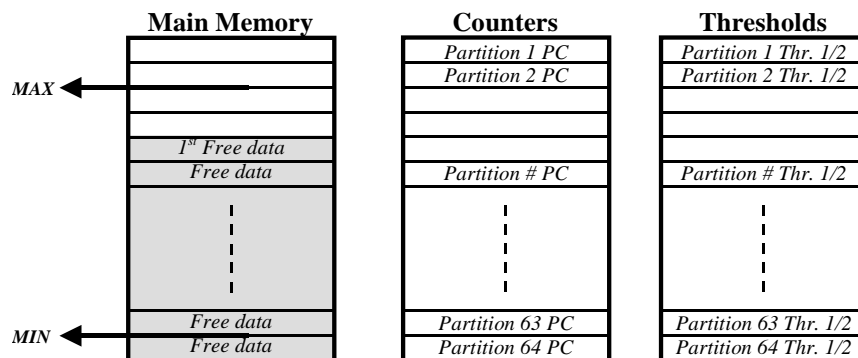 Main Memory Counters Thresholds
Partition 1 PC Partition 1 Thr. 1/2
Partition 2 PC Partition 2 Thr. 1/2
MAX
1st Free data
Free data Partition # PC Partition # Thr. 1/2
Free data Partition 63 PC Partition 63 Thr. 1/2
MIN
Free data Partition 64 PC Partition 64 Thr. 1/2